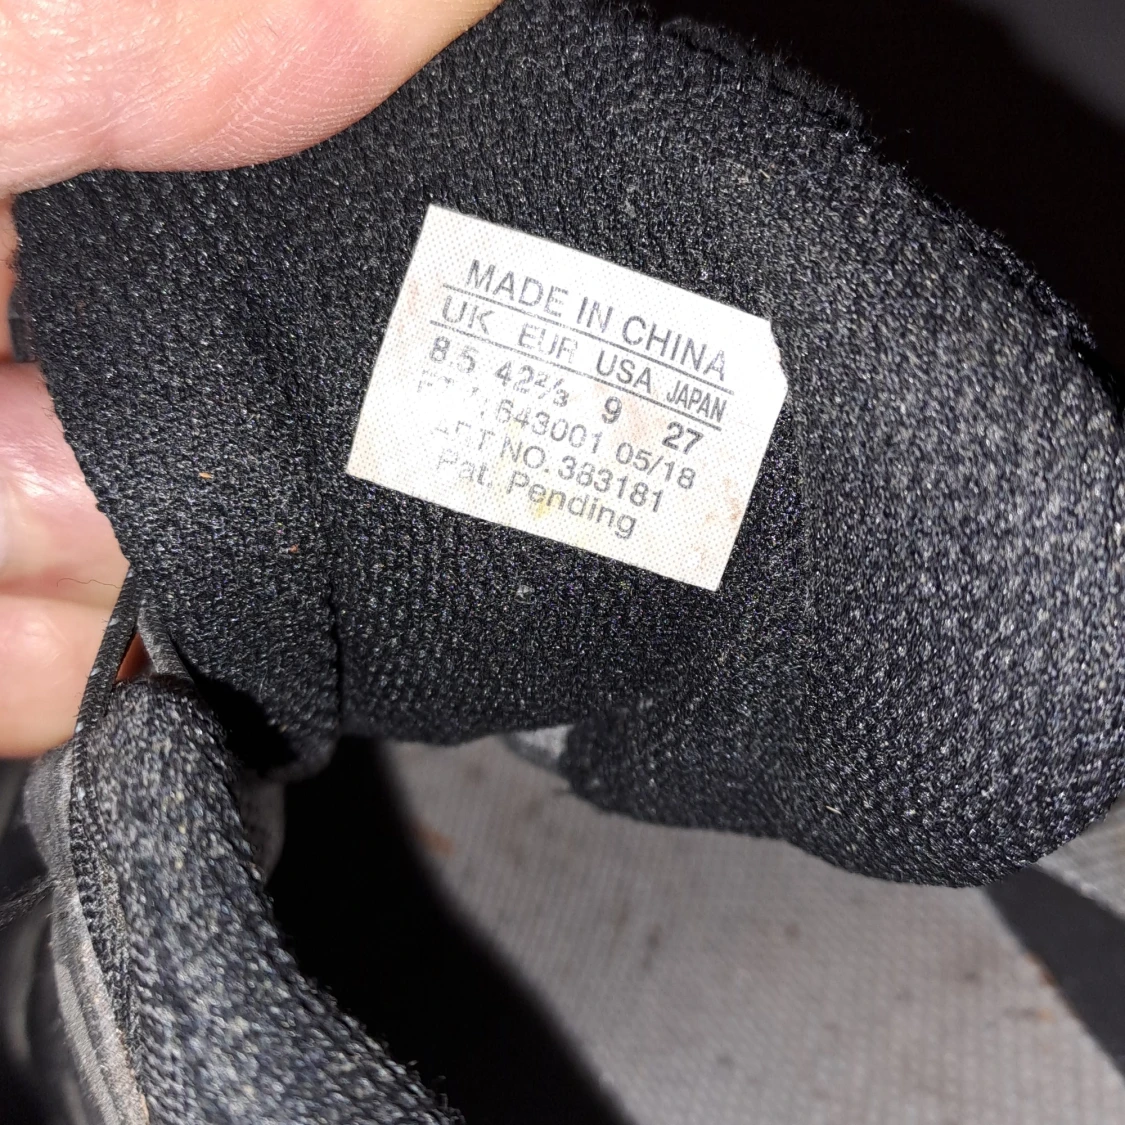 MADE IN CHINA
UK EUR USA JAPAN
8.5 42⅔ 9 27
643001 05/18
ART NO. 383181
Pat. Pending